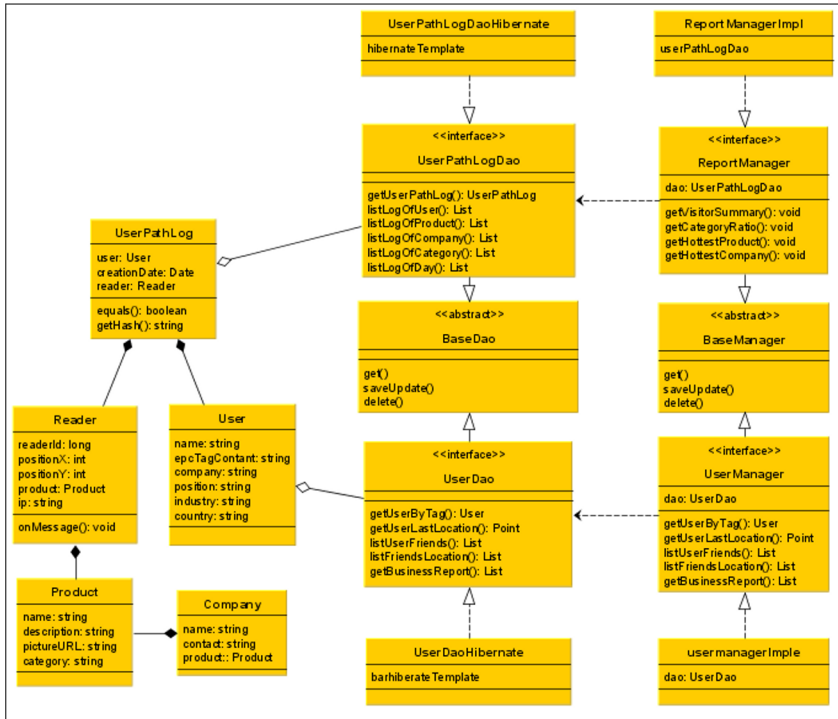 UserPathLogDaoHibernate
hibernateTemplate
ReportManagerImpl
userPathLogDao
<<interface>>
UserPathLogDao
getUserPathLog(): UserPathLog
listLogOfUser(): List
listLogOfProduct(): List
listLogOfCompany(): List
listLogOfCategory(): List
listLogOfDay(): List
<<interface>>
ReportManager
dao: UserPathLogDao
getVisitorSummary(): void
getCategoryRatio(): void
getHottestProduct(): void
getHottestCompany(): void
UserPathLog
user: User
creationDate: Date
reader: Reader
equals(): boolean
getHash(): string
<<abstract>>
BaseDao
get()
saveUpdate()
delete()
<<abstract>>
BaseManager
get()
saveUpdate()
delete()
Reader
readerId: long
positionX: int
positionY: int
product: Product
ip: string
onMessage(): void
User
name: string
epcTagContant: string
company: string
position: string
industry: string
country: string
<<interface>>
UserDao
getUserByTag(): User
getUserLastLocation(): Point
listUserFriends(): List
listFriendsLocation(): List
getBusinessReport(): List
<<interface>>
UserManager
dao: UserDao
getUserByTag(): User
getUserLastLocation(): Point
listUserFriends(): List
listFriendsLocation(): List
getBusinessReport(): List
Product
name: string
description: string
pictureURL: string
category: string
Company
name: string
contact: string
product:: Product
UserDaoHibernate
barhiberateTemplate
usermanagerImple
dao: UserDao